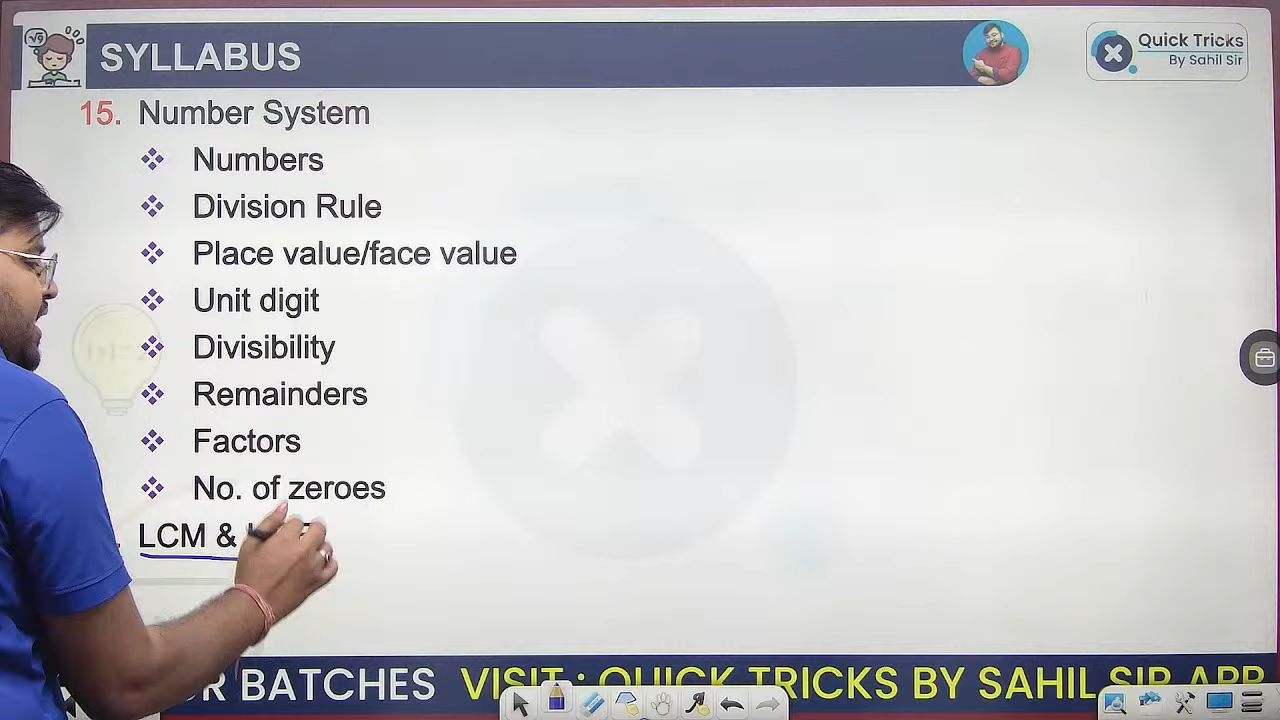 SYLLABUS
Quick Tricks
By Sahil Sir
15. Number System
Numbers
Division Rule
Place value/face value
Unit digit
Divisibility
Remainders
Factors
No. of zeroes
LCM &
BATCHES VISIT : QUICK TRICKS BY SAHIL SIR APP